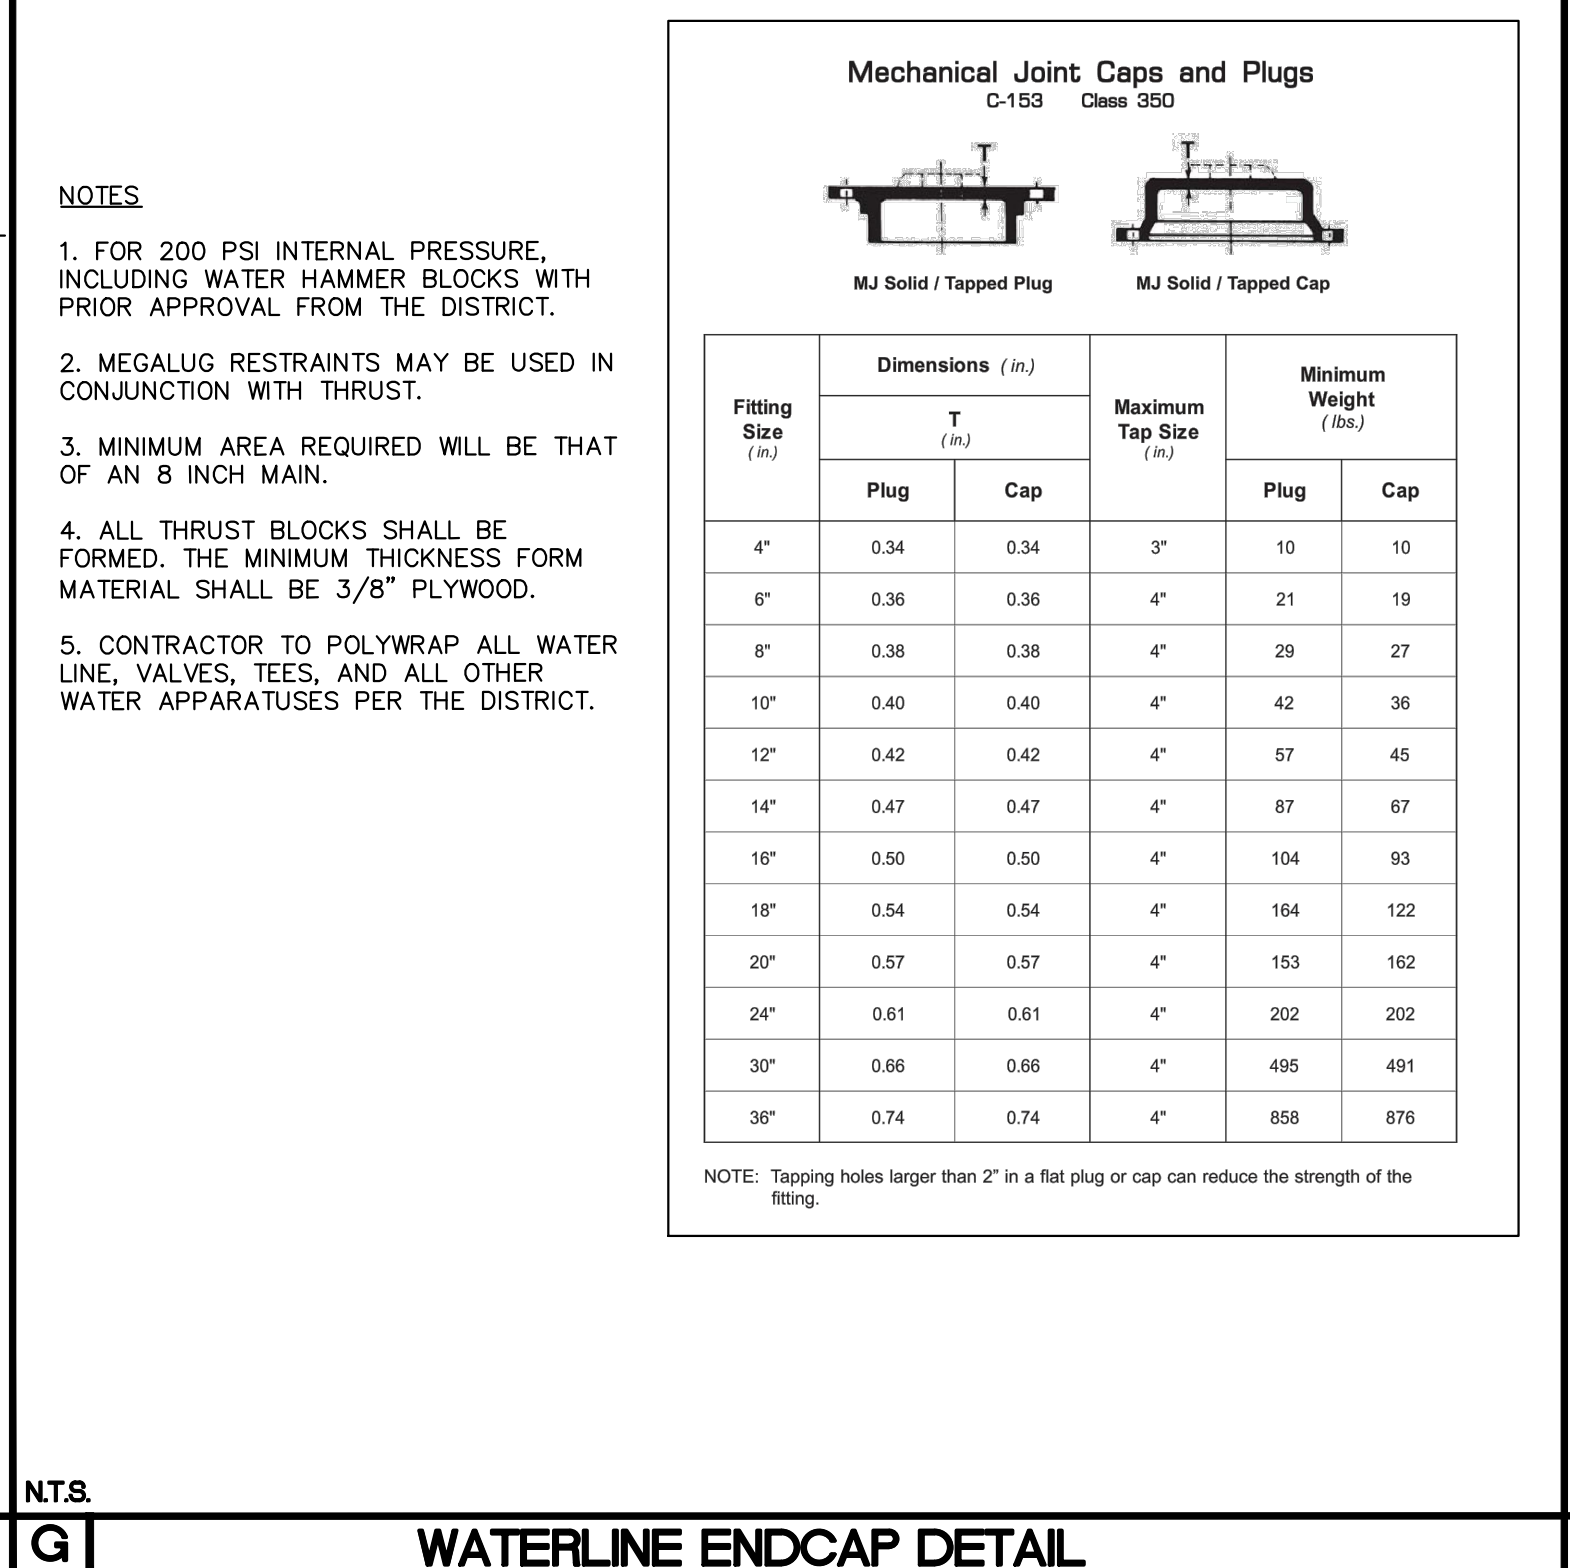 NOTES
1. FOR 200 PSI INTERNAL PRESSURE,
INCLUDING WATER HAMMER BLOCKS WITH
PRIOR APPROVAL FROM THE DISTRICT.
2. MEGALUG RESTRAINTS MAY BE USED IN
CONJUNCTION WITH THRUST.
3. MINIMUM AREA REQUIRED WILL BE THAT
OF AN 8 INCH MAIN.
4. ALL THRUST BLOCKS SHALL BE
FORMED. THE MINIMUM THICKNESS FORM
MATERIAL SHALL BE 3/8” PLYWOOD.
5. CONTRACTOR TO POLYWRAP ALL WATER
LINE, VALVES, TEES, AND ALL OTHER
WATER APPARATUSES PER THE DISTRICT.
Mechanical Joint Caps and Plugs
C-153 Class 350
T T
MJ Solid / Tapped Plug MJ Solid / Tapped Cap
Fitting
Size
(in.)
Dimensions (in.)
T
(in.)
Plug Cap
Maximum
Tap Size
(in.)
Minimum
Weight
(lbs.)
Plug Cap
4" 0.34 0.34 3" 10 10
6" 0.36 0.36 4" 21 19
8" 0.38 0.38 4" 29 27
10" 0.40 0.40 4" 42 36
12" 0.42 0.42 4" 57 45
14" 0.47 0.47 4" 87 67
16" 0.50 0.50 4" 104 93
18" 0.54 0.54 4" 164 122
20" 0.57 0.57 4" 153 162
24" 0.61 0.61 4" 202 202
30" 0.66 0.66 4" 495 491
36" 0.74 0.74 4" 858 876
NOTE: Tapping holes larger than 2” in a flat plug or cap can reduce the strength of the
fitting.
N.T.S.
G WATERLINE ENDCAP DETAIL